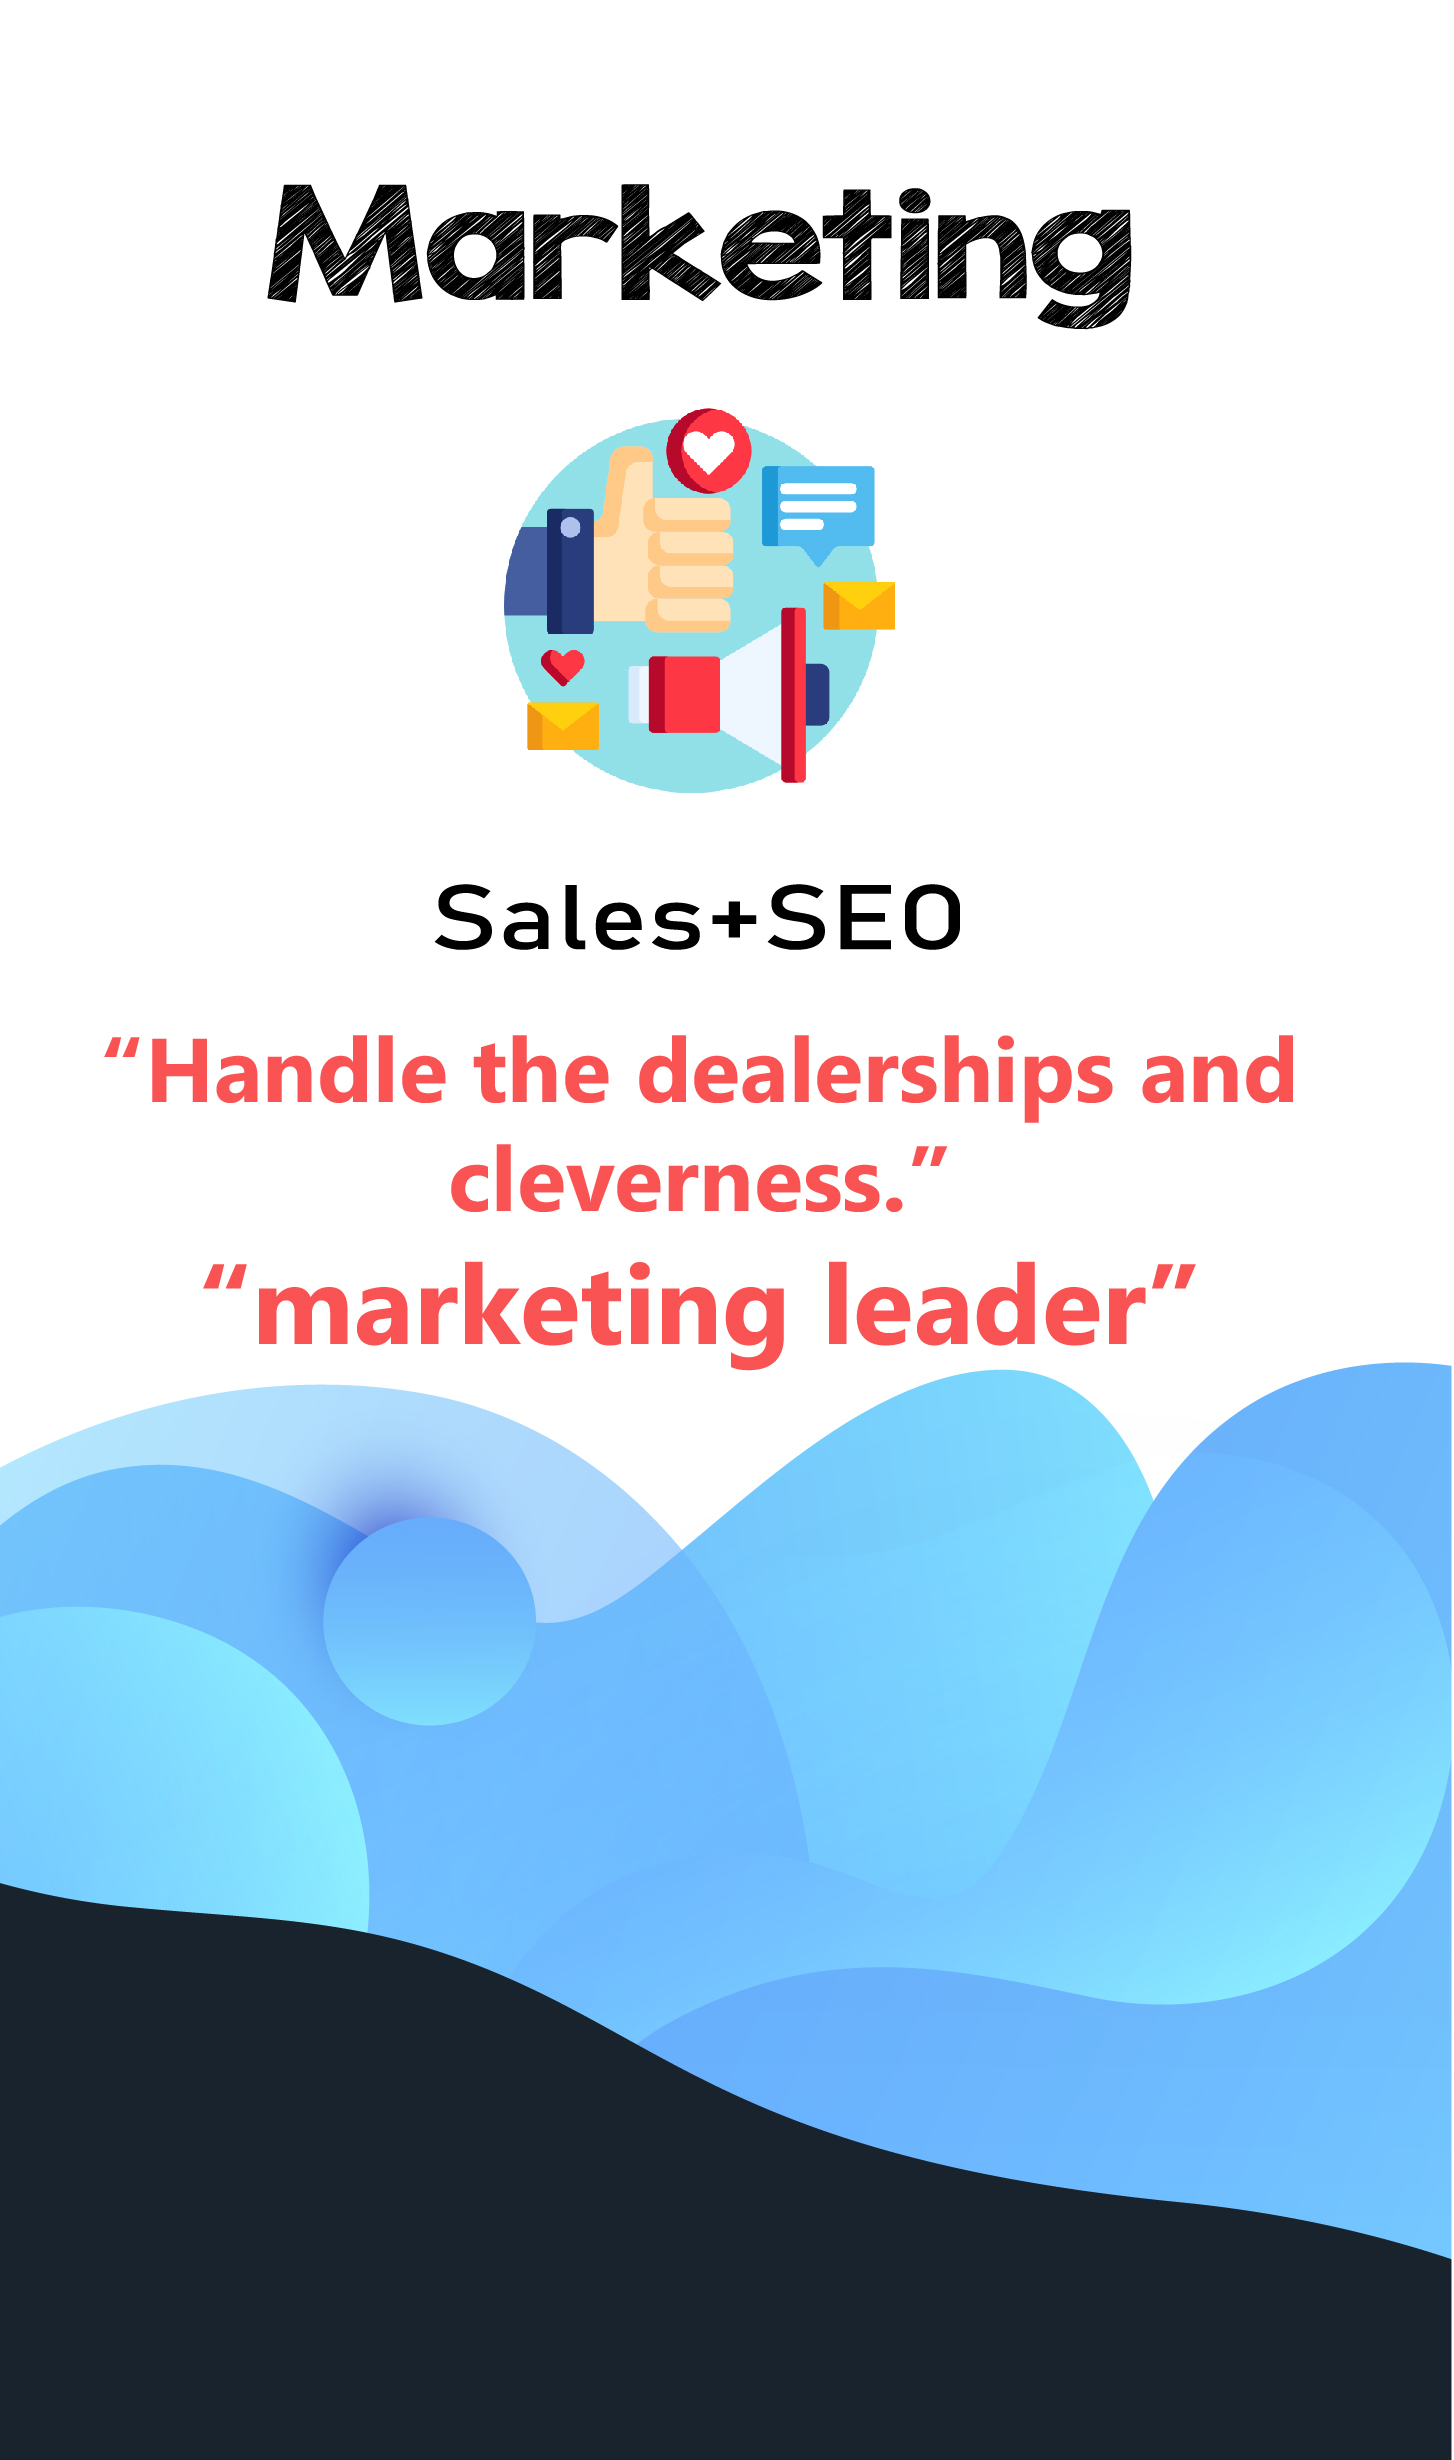 Marketing
Sales+SEO
“Handle the dealerships and
cleverness.”
“marketing leader”